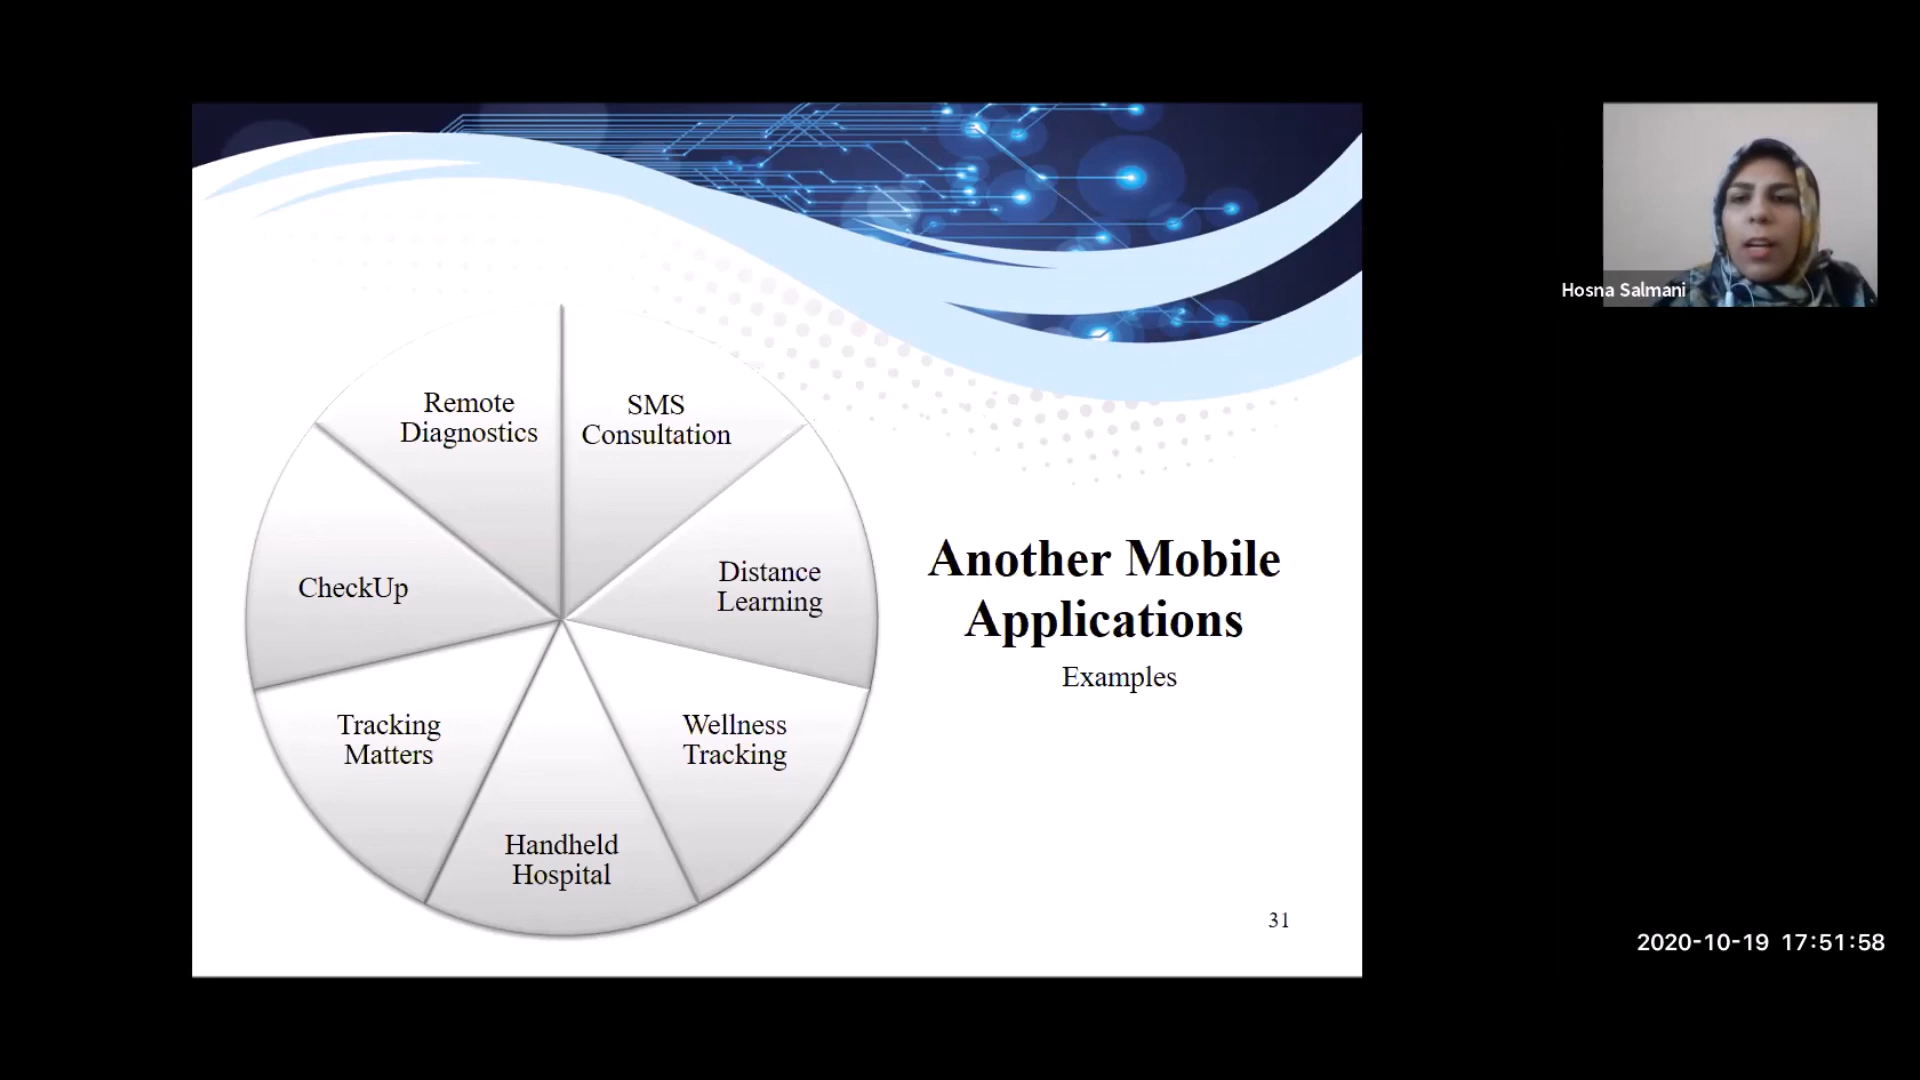 Remote
Diagnostics
SMS
Consultation
CheckUp
Distance
Learning
Tracking
Matters
Wellness
Tracking
Handheld
Hospital
Another Mobile
Applications
Examples
31
Hosna Salmani
2020-10-19 17:51:58